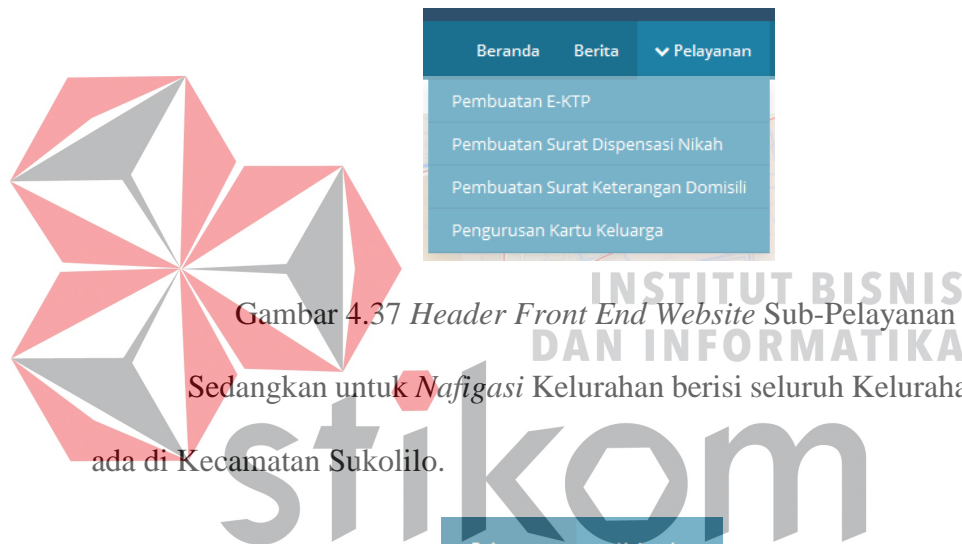 Beranda Berita Pelayanan
Pembuatan E-KTP
Pembuatan Surat Dispensasi Nikah
Pembuatan Surat Keterangan Domisili
Pengurusan Kartu Keluarga
INSTITUT BISNIS
Gambar 4.37 Header Front End Website Sub-Pelayanan
DAN INFORMATIKA
Sedangkan untuk Nafigasi Kelurahan berisi seluruh Keluraha
ada di Kecamatan Sukolilo.
stikom